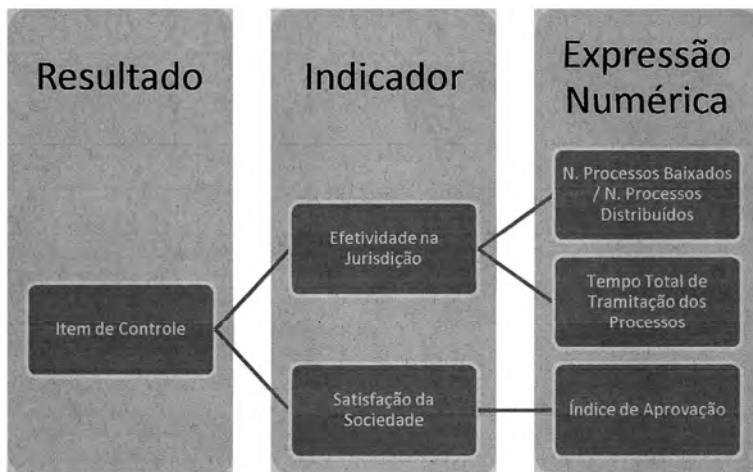 Resultado
Item de Controle
Indicador
Efetividade na
Jurisdição
Satisfação da
Sociedade
Expressão
Numérica
N. Processos Baixados
/ N. Processos
Distribuídos
Tempo Total de
Tramitação dos
Processos
Índice de Aprovação